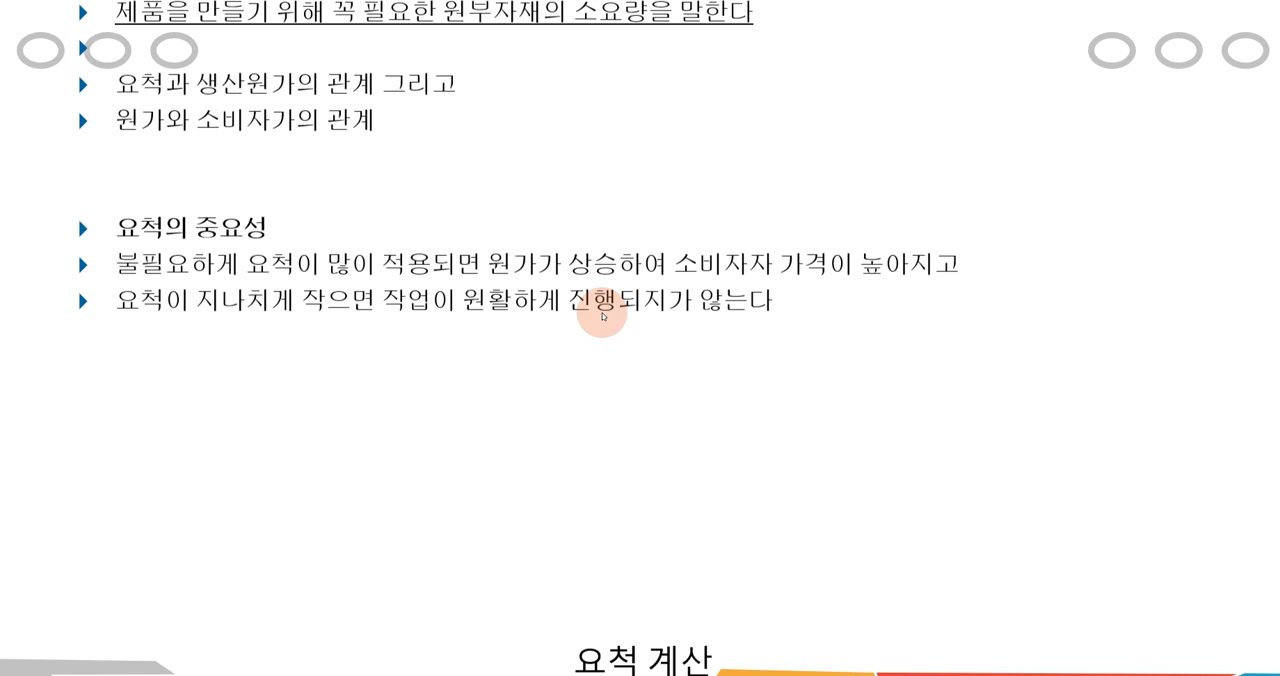 제품을 만들기 위해 꼭 필요한 원부자재의 소요량을 말한다
요척과 생산원가의 관계 그리고
원가와 소비자가의 관계
요척의 중요성
불필요하게 요척이 많이 적용되면 원가가 상승하여 소비자자 가격이 높아지고
요척이 지나치게 작으면 작업이 원활하게 진행되지가 않는다
요척 계산